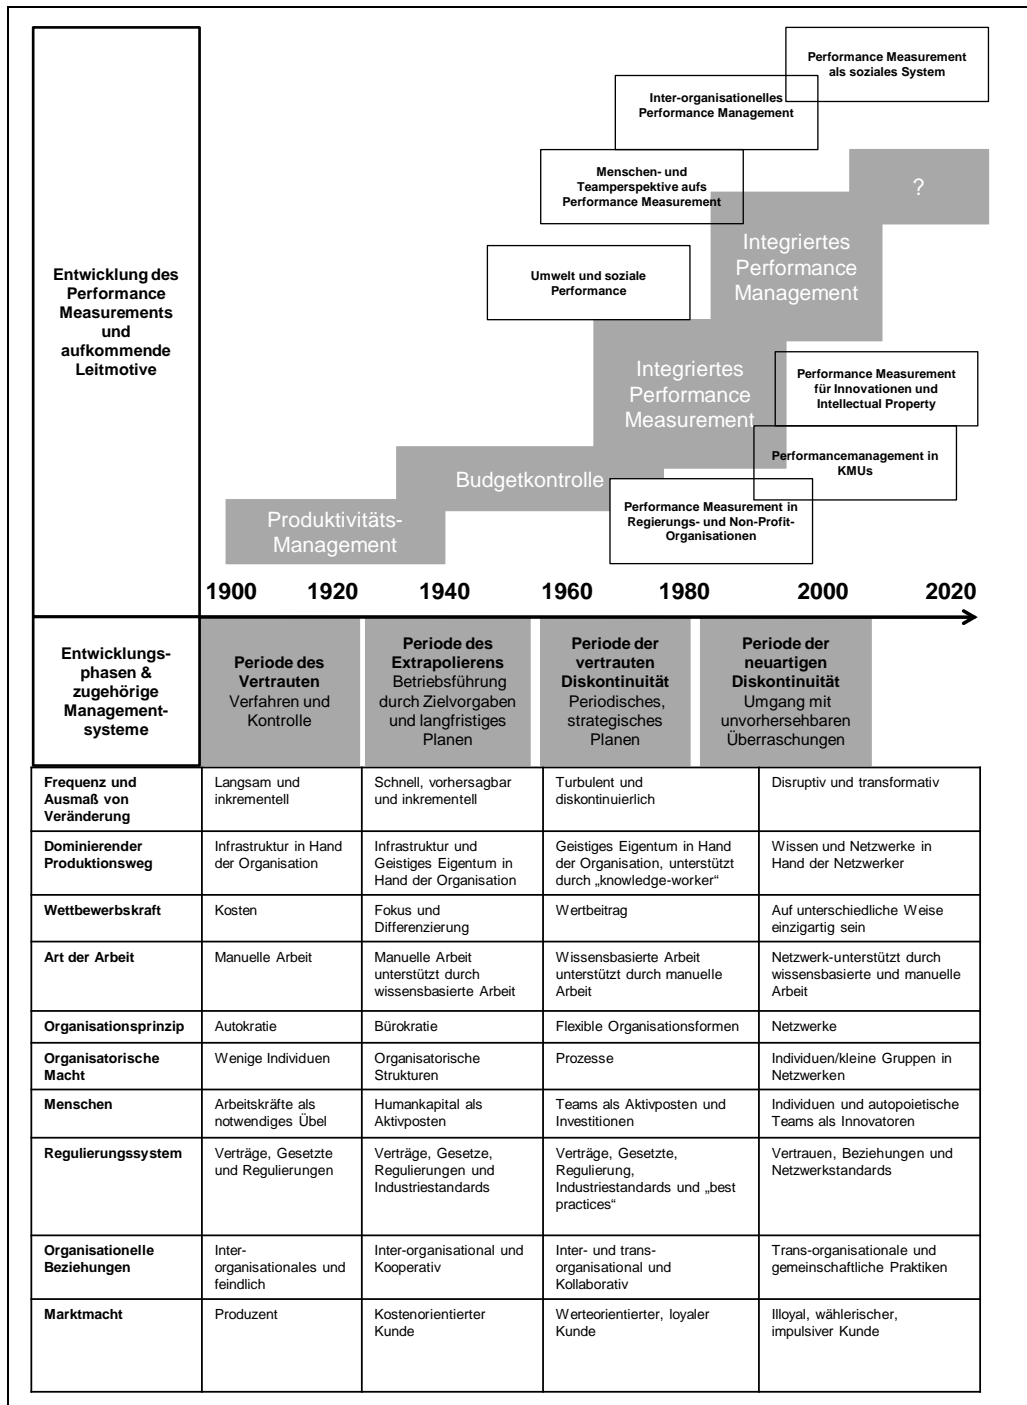 Performance Measurement
als soziales System
Inter-organisationelles
Performance Management
Menschen- und
Teamperspektive aufs
Performance Measurement
?
Integriertes
Performance
Management
Entwicklung des
Performance
Measurements
und
aufkommende
Leitmotive
Umwelt und soziale
Performance
Integriertes
Performance
Measurement
Performance Measurement
für Innovationen und
Intellectual Property
Performancemanagement in
KMUs
Budgetkontrolle
Performance Measurement in
Regierungs- und Non-Profit-
Organisationen
Produktivitäts-
Management
1900 1920 1940 1960 1980 2000 2020
Entwicklungs-
phasen &
zugehörige
Management-
systeme
Periode des
Vertrauten
Verfahren und
Kontrolle
Periode des
Extrapolierens
Betriebsführung
durch Zielvorgaben
und langfristiges
Planen
Periode der
vertrauten
Diskontinuität
Periodisches,
strategisches
Planen
Periode der
neuartigen
Diskontinuität
Umgang mit
unvorhersehbaren
Überraschungen
Frequenz und
Ausmaß von
Veränderung
Langsam und
inkrementell
Schnell, vorhersagbar
und inkrementell
Turbulent und
diskontinuierlich
Disruptiv und transformativ
Dominierender
Produktionsweg
Infrastruktur in Hand
der Organisation
Infrastruktur und
Geistiges Eigentum in
Hand der Organisation
Geistiges Eigentum in Hand
der Organisation, unterstützt
durch „knowledge-worker“
Wissen und Netzwerke in
Hand der Netzwerker
Wettbewerbskraft
Kosten
Fokus und
Differenzierung
Wertbeitrag
Auf unterschiedliche Weise
einzigartig sein
Art der Arbeit
Manuelle Arbeit
Manuelle Arbeit
unterstützt durch
wissensbasierte Arbeit
Wissensbasierte Arbeit
unterstützt durch manuelle
Arbeit
Netzwerk-unterstützt durch
wissensbasierte und manuelle
Arbeit
Organisationsprinzip
Autokratie
Bürokratie
Flexible Organisationsformen
Netzwerke
Organisatorische
Macht
Wenige Individuen
Organisatorische
Strukturen
Prozesse
Individuen/kleine Gruppen in
Netzwerken
Menschen
Arbeitskräfte als
notwendiges Übel
Humankapital als
Aktivposten
Teams als Aktivposten und
Investitionen
Individuen und autopoietische
Teams als Innovatoren
Regulierungssystem
Verträge, Gesetzte
und Regulierungen
Verträge, Gesetze,
Regulierungen und
Industriestandards
Verträge, Gesetzte,
Regulierung,
Industriestandards und „best
practices“
Vertrauen, Beziehungen und
Netzwerkstandards
Organisationelle
Beziehungen
Inter-
organisationales und
feindlich
Inter-organisational und
Kooperativ
Inter- und trans-
organisational und
Kollaborativ
Trans-organisationale und
gemeinschaftliche Praktiken
Marktmacht
Produzent
Kostenorientierter
Kunde
Werteorientierter, loyaler
Kunde
Illoyal, wählerischer,
impulsiver Kunde